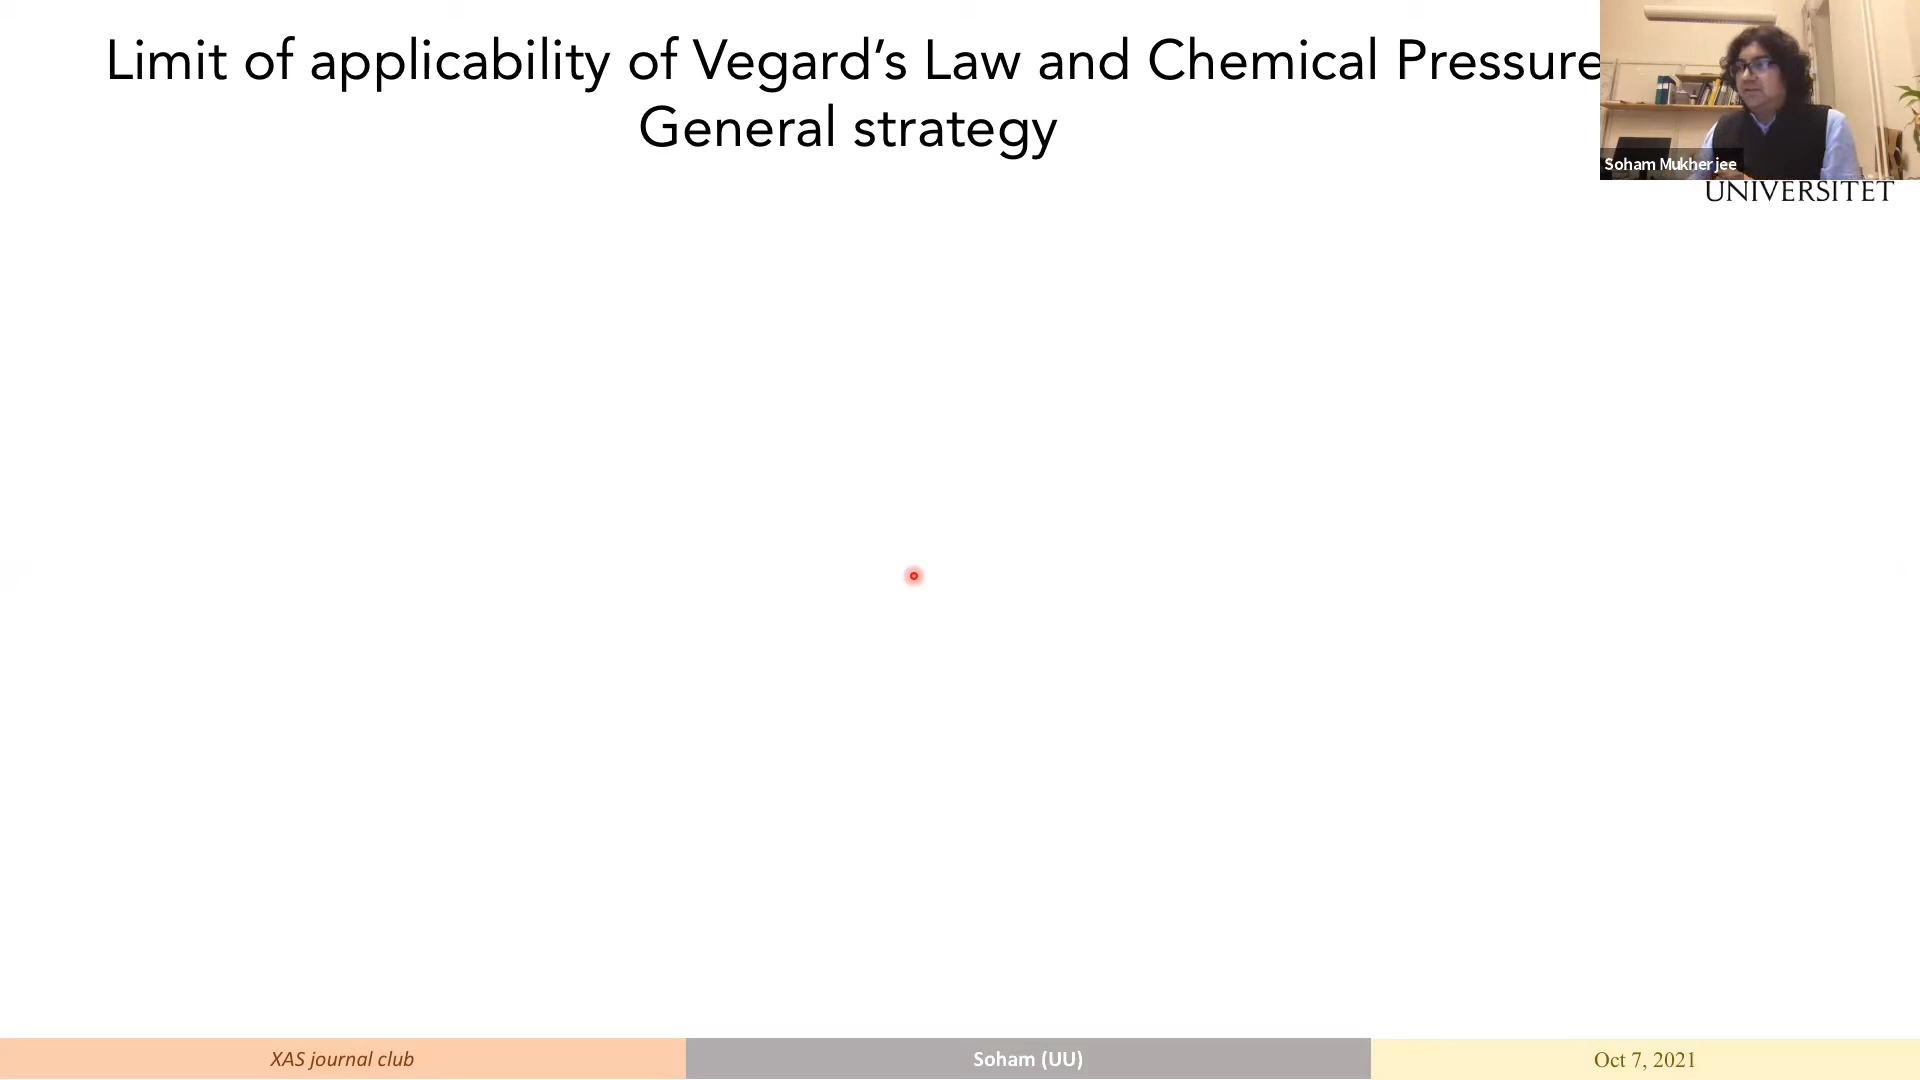 Limit of applicability of Vegard’s Law and Chemical Pressure
General strategy
Soham Mukherjee
UNIVERSITET
XAS journal club
Soham (UU)
Oct 7, 2021